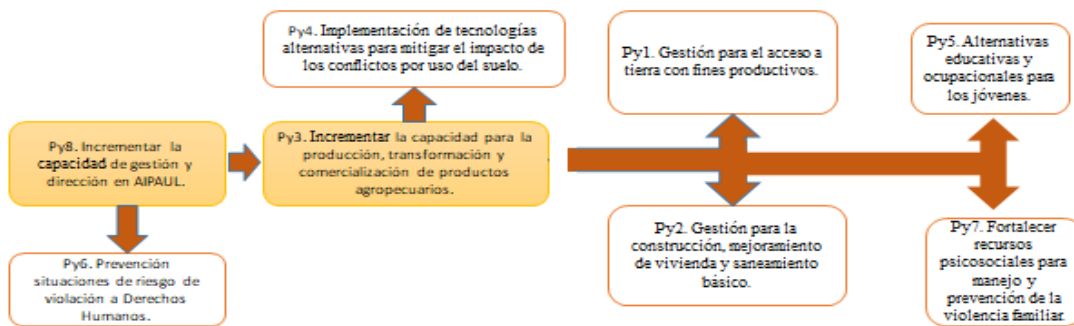 Py4. Implementación de tecnologías
alternativas para mitigar el impacto de
los conflictos por uso del suelo.
Py1. Gestión para el acceso a
tierra con fines productivos.
Py5. Alternativas
educativas y
ocupacionales para
los jóvenes.
Py8. Incrementar la
capacidad de gestión y
dirección en AIPAUL.
Py3. Incrementar la capacidad para la
producción, transformación y
comercialización de productos
agropecuarios.
Py6. Prevención
situaciones de riesgo de
violación a Derechos
Humanos.
Py2. Gestión para la
construcción, mejoramiento
de vivienda y saneamiento
básico.
Py7. Fortalecer
recursos
psicosociales para
manejo y
prevención de la
violencia familiar.